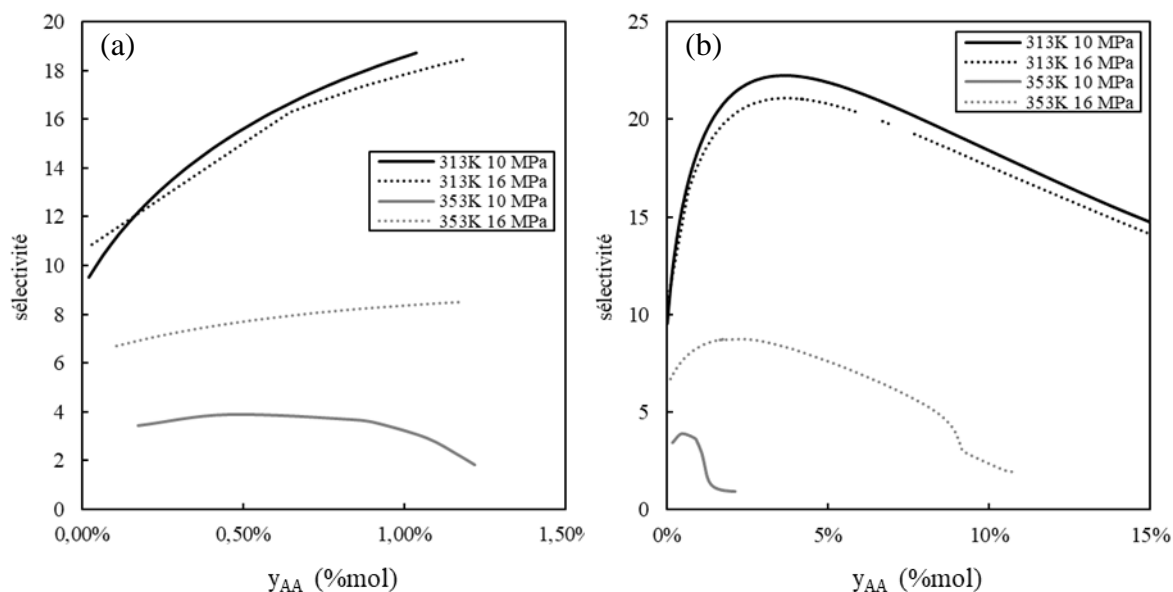 (a)
sélectivité
20
18
16
14
12
10
8
6
4
2
0
313K 10 MPa
313K 16 MPa
353K 10 MPa
353K 16 MPa
0,00%
0,50%
1,00%
1,50%
yAA (%mol)
(b)
sélectivité
25
20
15
10
5
0
313K 10 MPa
313K 16 MPa
353K 10 MPa
353K 16 MPa
0%
5%
10%
15%
yAA (%mol)